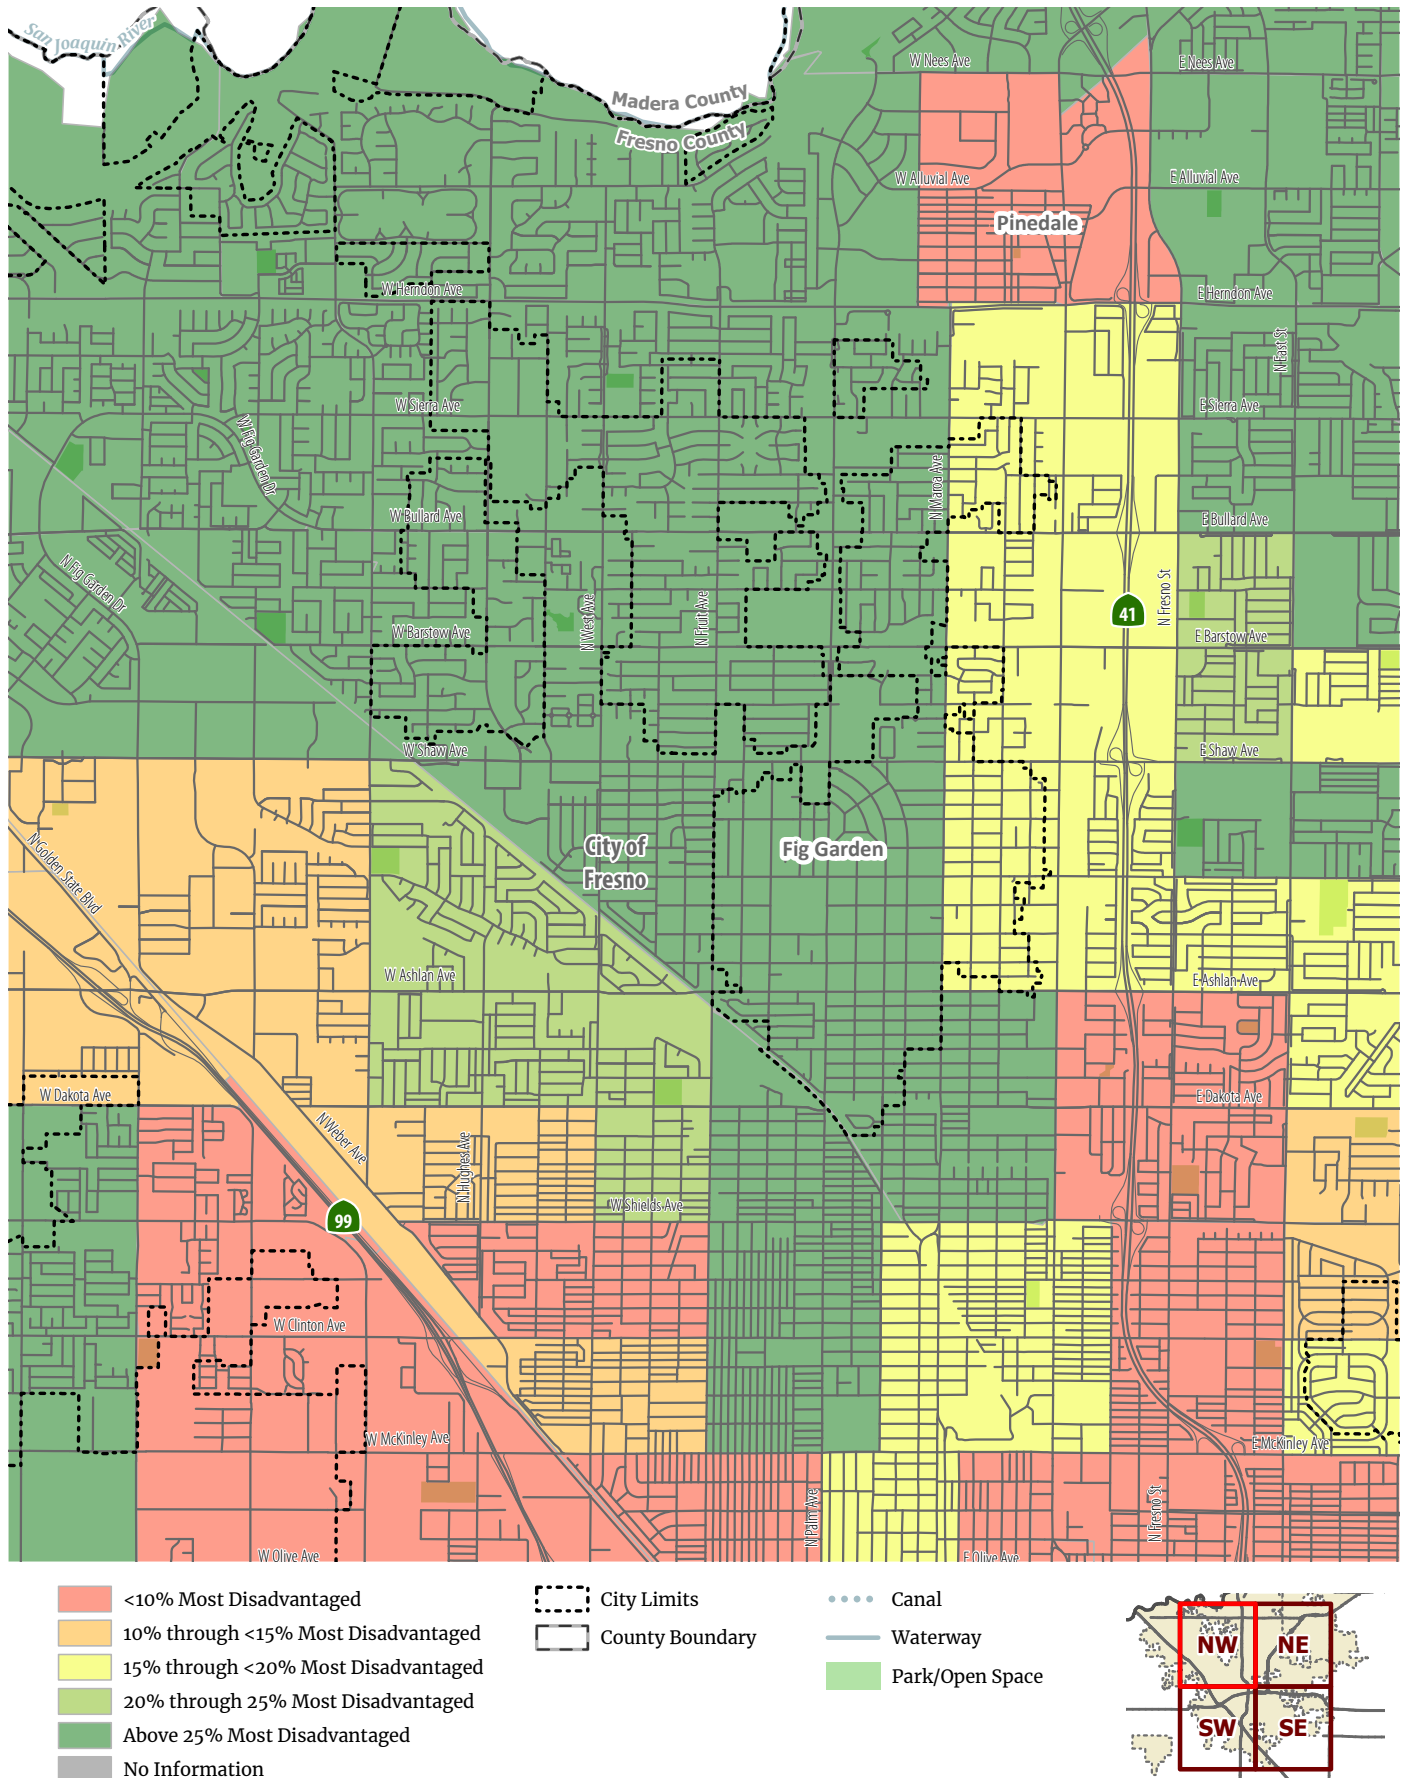 San Joaquin River
W Nees Ave
E Nees Ave
Madera County
Fresno County
W Alluvial Ave
E Alluvial Ave
Pinedale
W Herndon Ave
E Herndon Ave
N East St
W Sierra Ave
E Sierra Ave
W Fig Garden Dr
N Maroa Ave
W Bullard Ave
E Bullard Ave
N Fig Garden Dr
N West Ave
N Fruit Ave
N Fresno St
41
W Barstow Ave
E Barstow Ave
W Shaw Ave
E Shaw Ave
City of
Fresno
Fig Garden
N Golden State Blvd
W Ashlan Ave
E Ashlan Ave
W Dakota Ave
E Dakota Ave
N Weber Ave
N Hughes Ave
W Shields Ave
99
W Clinton Ave
W McKinley Ave
E McKinley Ave
N Palm Ave
N Fresno St
W Olive Ave
E Olive Ave
<10% Most Disadvantaged
10% through <15% Most Disadvantaged
15% through <20% Most Disadvantaged
20% through 25% Most Disadvantaged
Above 25% Most Disadvantaged
No Information
City Limits
County Boundary
Canal
Waterway
Park/Open Space
NW
NE
SW
SE